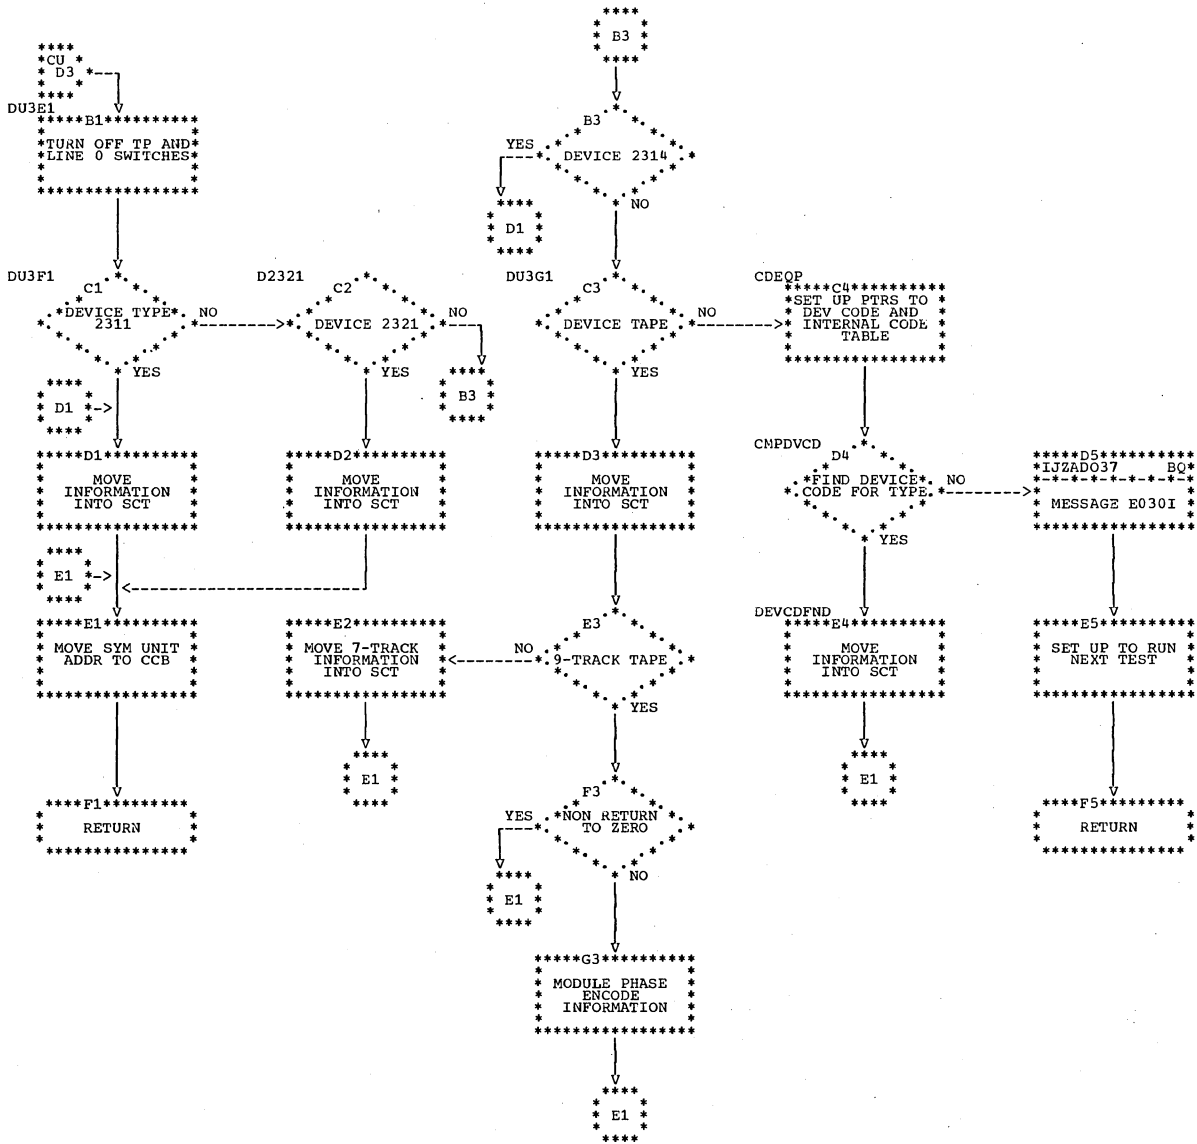 CU
D3
DU3E1
B1
TURN OFF TP AND
LINE 0 SWITCHES
DU3F1
C1
DEVICE TYPE
2311
NO
YES
D2321
C2
DEVICE 2321
NO
YES
B3
D1
D1
MOVE
INFORMATION
INTO SCT
D2
MOVE
INFORMATION
INTO SCT
E1
E1
MOVE SYM UNIT
ADDR TO CCB
E2
MOVE 7-TRACK
INFORMATION
INTO SCT
E1
F1
RETURN
B3
B3
DEVICE 2314
YES
NO
D1
DU3G1
C3
DEVICE TAPE
NO
YES
D3
MOVE
INFORMATION
INTO SCT
E3
9-TRACK TAPE
NO
YES
F3
NON RETURN
TO ZERO
YES
NO
E1
G3
MODULE PHASE
ENCODE
INFORMATION
E1
CDEQP
C4
SET UP PTRS TO
DEV CODE AND
INTERNAL CODE
TABLE
CMPDVCD
D4
FIND DEVICE
CODE FOR TYPE
NO
YES
DEVCDFND
E4
MOVE
INFORMATION
INTO SCT
E1
D5
IJZADO37 BQ
MESSAGE E030I
E5
SET UP TO RUN
NEXT TEST
F5
RETURN